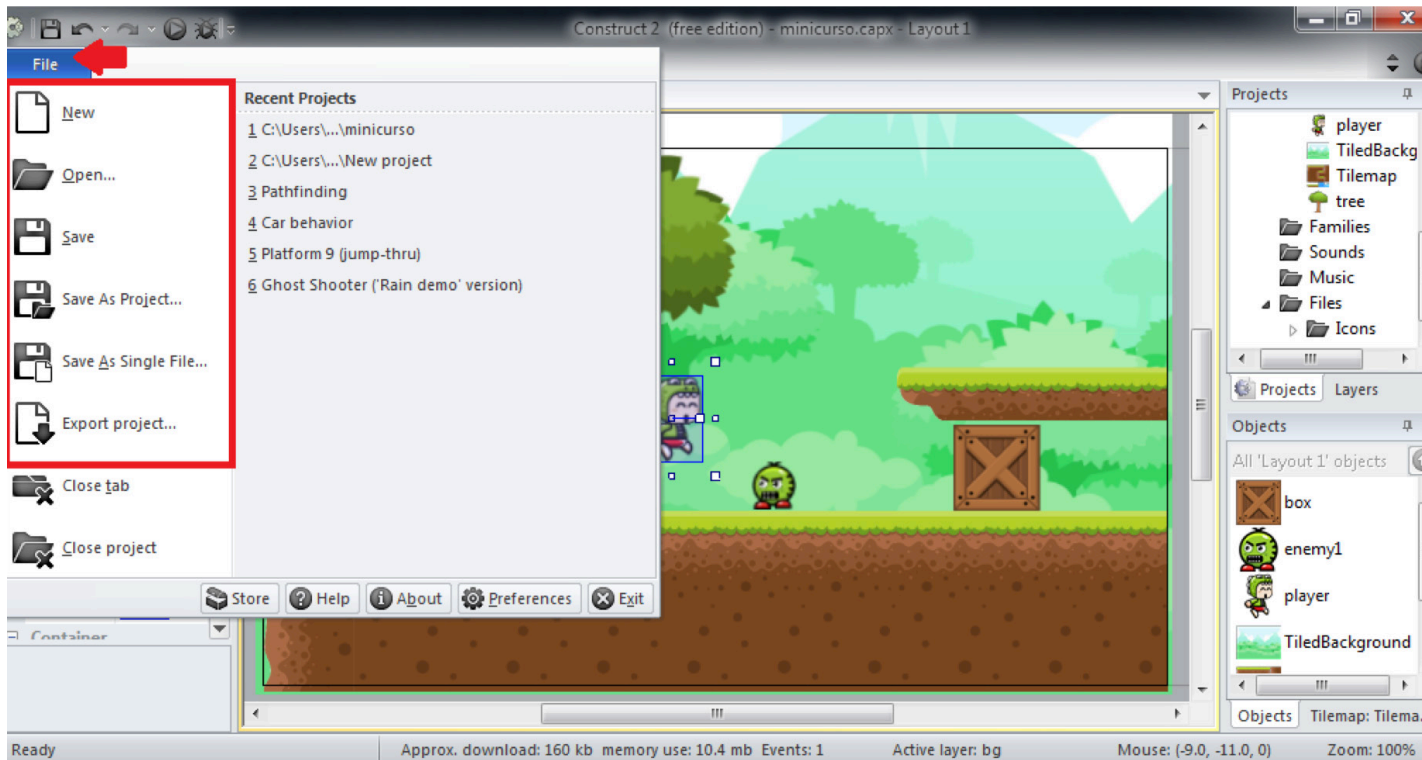 Construct 2 (free edition) - minicurso.capx - Layout 1
File
New
Open...
Save
Save As Project...
Save As Single File...
Export project...
Close tab
Close project
Recent Projects
1 C:\Users\...\minicurso
2 C:\Users\...\New project
3 Pathfinding
4 Car behavior
5 Platform 9 (jump-thru)
6 Ghost Shooter ('Rain demo' version)
Store Help About Preferences Exit
Container
Projects
player
TiledBackg
Tilemap
tree
Families
Sounds
Music
Files
Icons
Projects Layers
Objects
All 'Layout 1' objects
box
enemy1
player
TiledBackground
Objects Tilemap: Tilema.
Ready Approx. download: 160 kb memory use: 10.4 mb Events: 1 Active layer: bg Mouse: (-9.0, -11.0, 0) Zoom: 100%